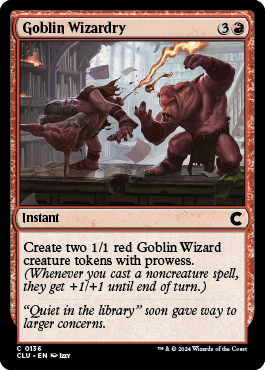 Goblin Wizardry 3
Instant
Create two 1/1 red Goblin Wizard
creature tokens with prowess.
(Whenever you cast a noncreature spell,
they get +1/+1 until end of turn.)
“Quiet in the library” soon gave way to
larger concerns.
C 0136
CLU • EN Izzy
™ & © 2024 Wizards of the Coast